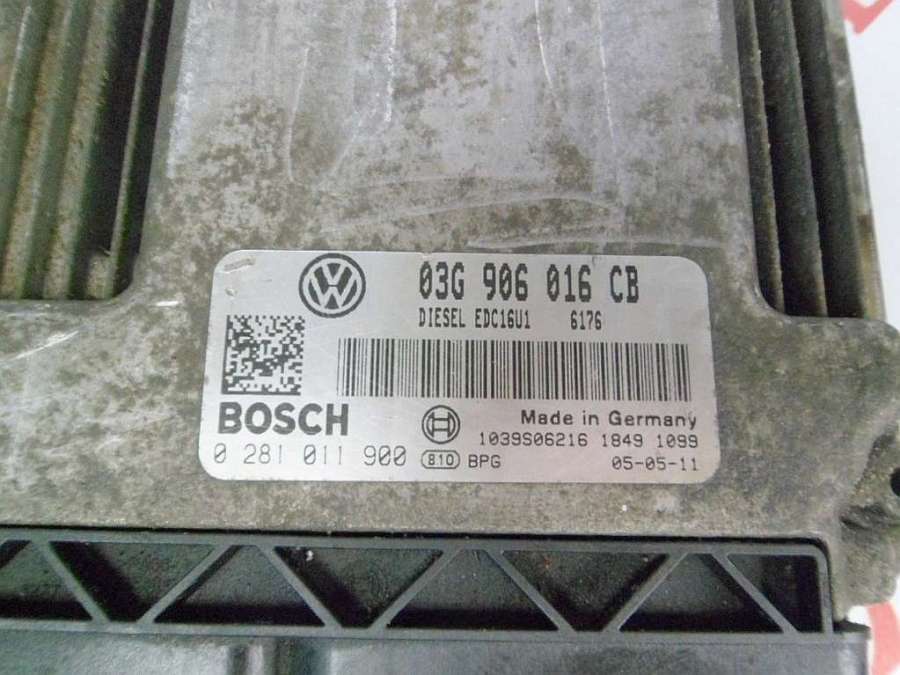 03G 906 016 CB
DIESEL EDC16U1 6176
BOSCH
Made in Germany
1039S06216 1849 1099
0 281 011 900 810 BPG 05-05-11